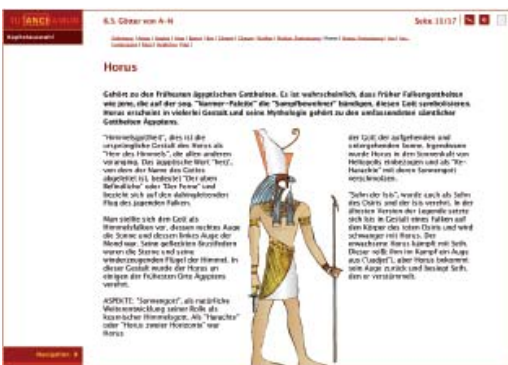 TUTANCHAMUN
6.5. Götter von A-N
Seite 11/17
Kapitelauswahl
Horus
Gehört zu den frühesten ägyptischen Gottheiten. Es ist wahrscheinlich, dass früher Falkengottheiten
wie jene, die auf der sog. "Narmer-Palette" die "Sumpfbewohner" bändigen, diesen Gott symbolisieren.
Horus erscheint in vielerlei Gestalt und seine Mythologie gehört zu den umfassendsten sämtlicher
Gottheiten Ägyptens.
"Himmelsgottheit", dies ist die
ursprüngliche Gestalt des Horus als
"Herr des Himmels", die allen anderen
voranging. Das ägyptische Wort "herj",
von dem der Name des Gottes
abgeleitet ist, bedeutet "Der oben
Befindliche" oder "Der Ferne" und
bezieht sich auf den dahingleitenden
Flug des jagenden Falken.
Man stellte sich den Gott als
Himmelsfalken vor, dessen rechtes Auge
die Sonne und dessen linkes Auge der
Mond war. Seine gefleckten Brustfedern
waren die Sterne und seine
Flügel der Himmel. In
dieser Gestalt wurde der Horus an
einigen der frühesten Orte Ägyptens
verehrt.
ASPEKTE: "Sonnengott", als natürliche
Weiterentwicklung seiner Rolle als
kosmischer Himmelsgott. Als "Harachte"
oder "Horus zweier Horizonte" war
Horus
der Gott der aufgehenden und
untergehenden Sonne. Irgendwann
wurde Horus in den Sonnenkult von
Heliopolis einbezogen und als "Re-
Harachte" mit deren Sonnengott
verschmolzen.
"Sohn der Isis", wurde auch als Sohn
des Osiris und der Isis verehrt. In der
ältesten Version der Legende setzte
sich Isis in Gestalt eines Falken auf
den Körper des toten Osiris und wird
schwanger mit Horus. Der
erwachsene Horus kämpft mit Seth.
Dieser reißt ihm im Kampf ein Auge
aus ("Uadjet"), aber Horus bekommt
sein Auge zurück und besiegt Seth,
den er verstümmelt.
Navigation